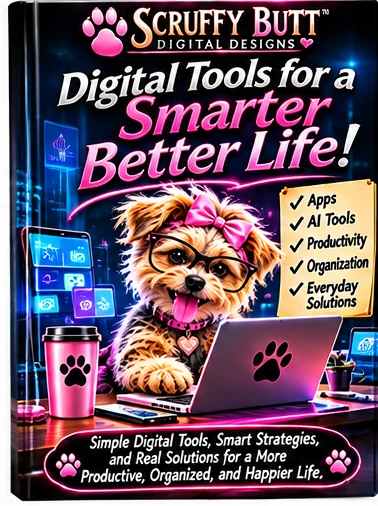 SCRUFFY BUTT™
DIGITAL DESIGNS
Digital Tools for a
Smarter
Better Life!
✓ Apps
✓ AI Tools
✓ Productivity
✓ Organization
✓ Everyday
Solutions
Simple Digital Tools, Smart Strategies,
and Real Solutions for a More
Productive, Organized, and Happier Life.